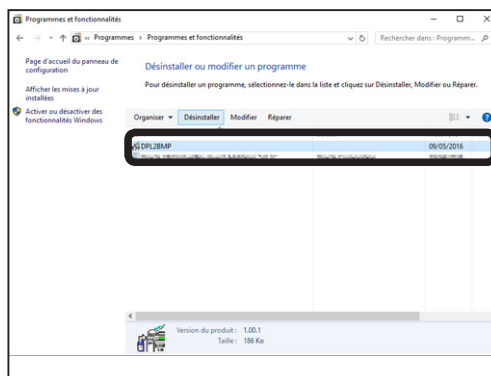 Programmes et fonctionnalités
« Programmes › Programmes et fonctionnalités
Rechercher dans : Programm...
Page d'accueil du panneau de
configuration
Afficher les mises à jour
installées
Activer ou désactiver des
fonctionnalités Windows
Désinstaller ou modifier un programme
Pour désinstaller un programme, sélectionnez-le dans la liste et cliquez sur Désinstaller, Modifier ou Réparer.
Organiser Désinstaller Modifier Réparer
DPL2BMP 09/05/2016
Version du produit : 1.00.1
Taille : 186 Ko